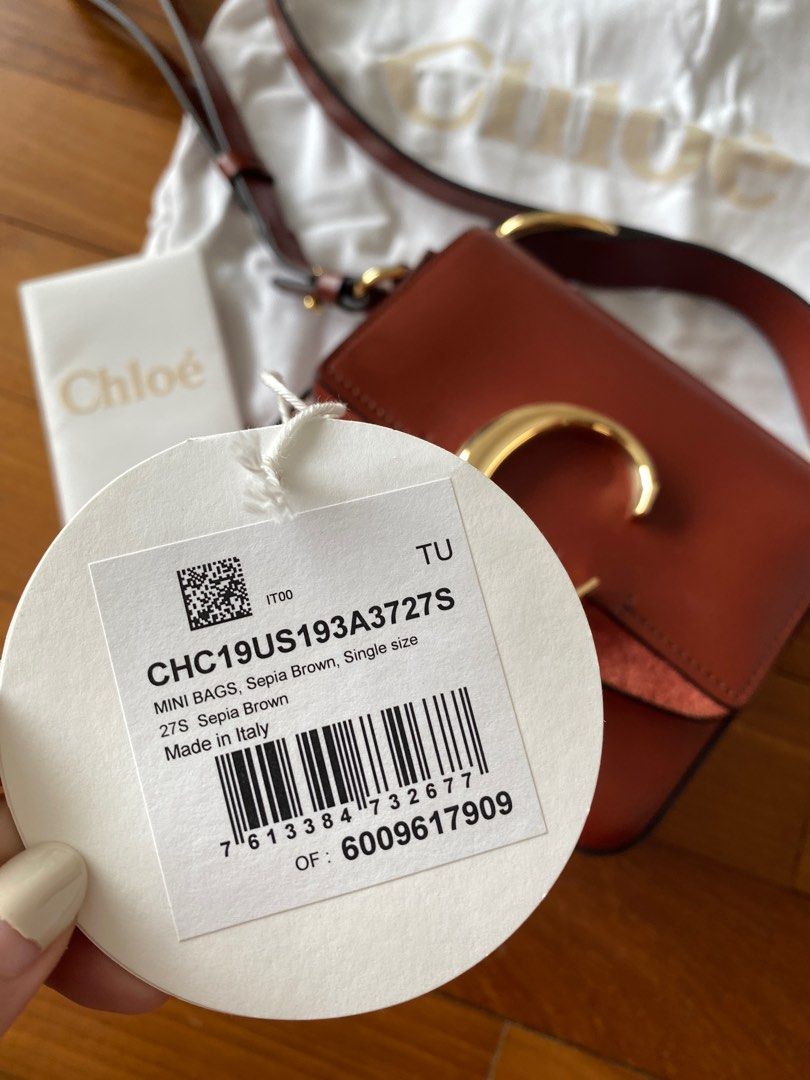 Chloé
Chloé
TU
IT00
CHC19US193A3727S
MINI BAGS, Sepia Brown, Single size
27S Sepia Brown
Made in Italy
7 613384 732677
OF : 6009617909